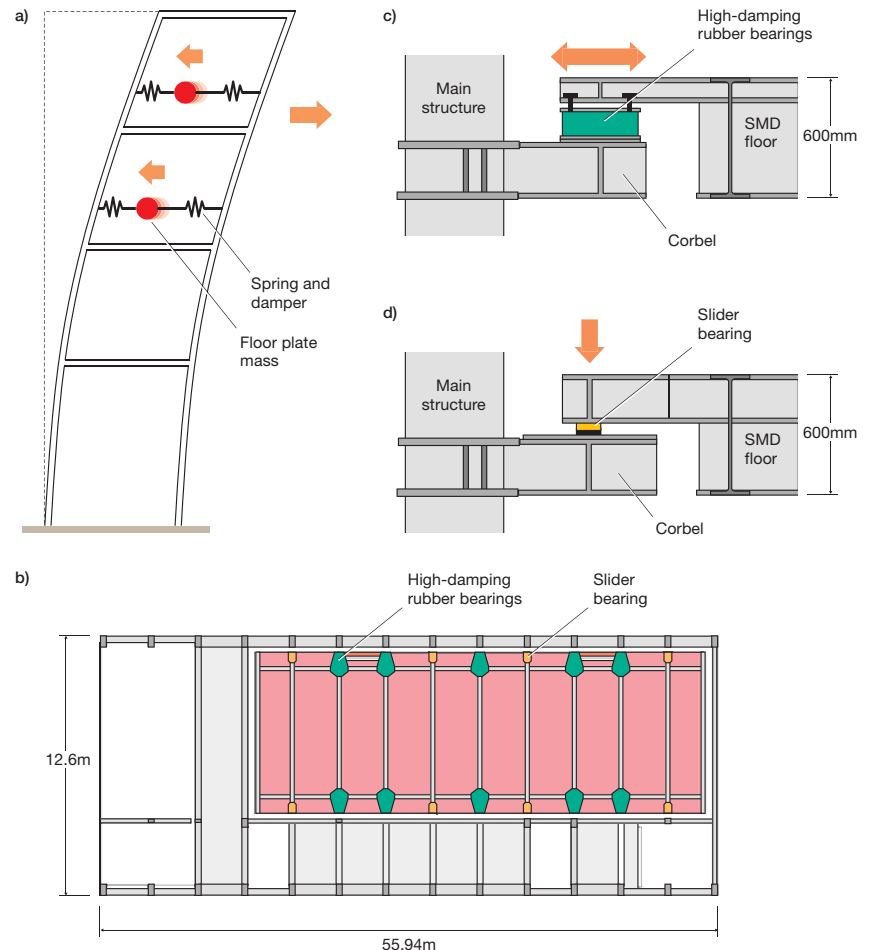 a)
Spring and
damper
Floor plate
mass
c)
High-damping
rubber bearings
Main
structure
SMD
floor
600mm
Corbel
d)
Slider
bearing
Main
structure
SMD
floor
600mm
Corbel
b)
High-damping
rubber bearings
Slider
bearing
12.6m
55.94m